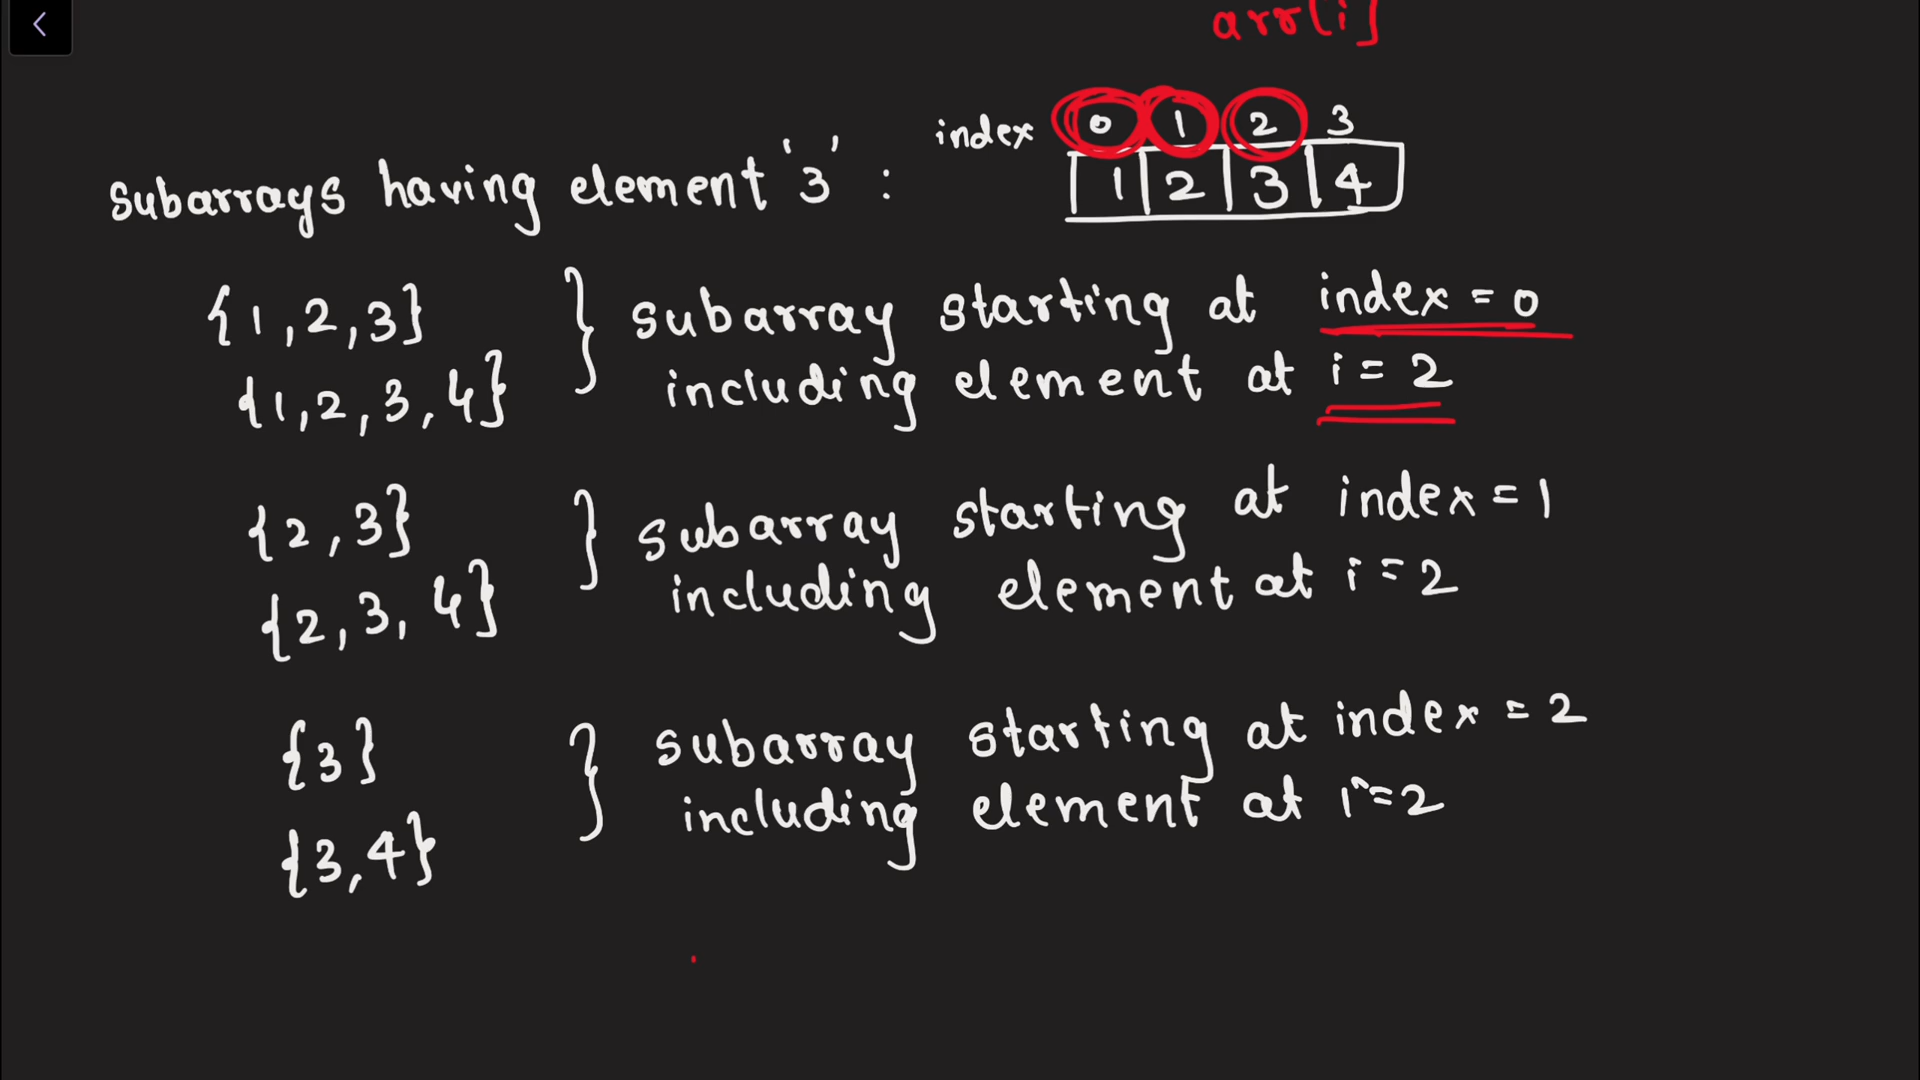 arr[i]
index 0 1 2 3
Subarrays having element '3' : 1 2 3 4
{1,2,3} } subarray starting at index = 0
{1,2,3,4} including element at i = 2
{2,3} } subarray starting at index = 1
{2,3,4} including element at i = 2
{3} } subarray starting at index = 2
{3,4} including element at i = 2